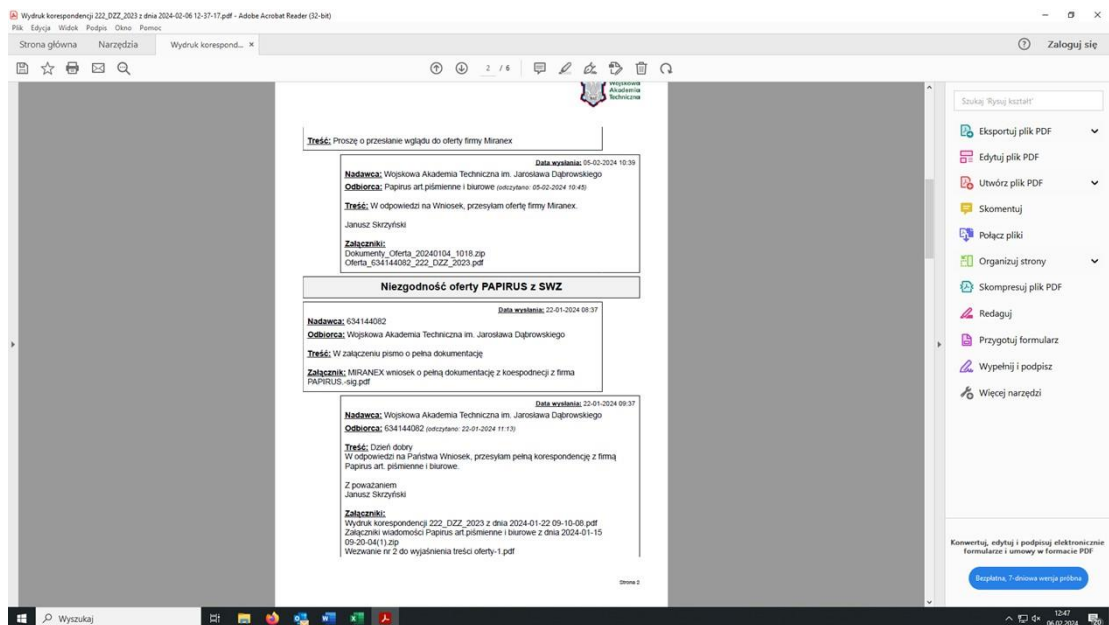 Wydruk korespondencji 222_DZZ_2023 z dnia 2024-02-06 12-37-17.pdf - Adobe Acrobat Reader (32-bit)
Plik Edycja Widok Podpis Okno Pomoc
Strona główna Narzędzia Wydruk korespond... ×
Zaloguj się
2 / 6
Wojskowa
Akademia
Techniczna
Treść: Proszę o przesłanie wglądu do oferty firmy Miranex
Data wysłania: 05-02-2024 10:39
Nadawca: Wojskowa Akademia Techniczna im. Jarosława Dąbrowskiego
Odbiorca: Papirus art.piśmienne i biurowe (odczytano: 05-02-2024 10:45)
Treść: W odpowiedzi na Wniosek, przesyłam ofertę firmy Miranex.
Janusz Skrzyński
Załączniki:
Dokumenty_Oferta_20240104_1018.zip
Oferta_634144082_222_DZZ_2023.pdf
Niezgodność oferty PAPIRUS z SWZ
Data wysłania: 22-01-2024 08:37
Nadawca: 634144082
Odbiorca: Wojskowa Akademia Techniczna im. Jarosława Dąbrowskiego
Treść: W załączeniu pismo o pełna dokumentację
Załącznik: MIRANEX wniosek o pełną dokumentację z koespodnecji z firma
PAPIRUS.-sig.pdf
Data wysłania: 22-01-2024 09:37
Nadawca: Wojskowa Akademia Techniczna im. Jarosława Dąbrowskiego
Odbiorca: 634144082 (odczytano: 22-01-2024 11:13)
Treść: Dzień dobry
W odpowiedzi na Państwa Wniosek, przesyłam pełną korespondencję z firmą
Papirus art. piśmienne i biurowe.
Z poważaniem
Janusz Skrzyński
Załączniki:
Wydruk korespondencji 222_DZZ_2023 z dnia 2024-01-22 09-10-08.pdf
Załączniki wiadomości Papirus art.piśmienne i biurowe z dnia 2024-01-15
09-20-04(1).zip
Wezwanie nr 2 do wyjaśnienia treści oferty-1.pdf
Strona 2
Szukaj 'Rysuj kształt'
Eksportuj plik PDF
Edytuj plik PDF
Utwórz plik PDF
Skomentuj
Połącz pliki
Organizuj strony
Skompresuj plik PDF
Redaguj
Przygotuj formularz
Wypełnij i podpisz
Więcej narzędzi
Konwertuj, edytuj i podpisuj elektronicznie
formularze i umowy w formacie PDF
Bezpłatna, 7-dniowa wersja próbna
Wyszukaj
12:47
06.02.2024